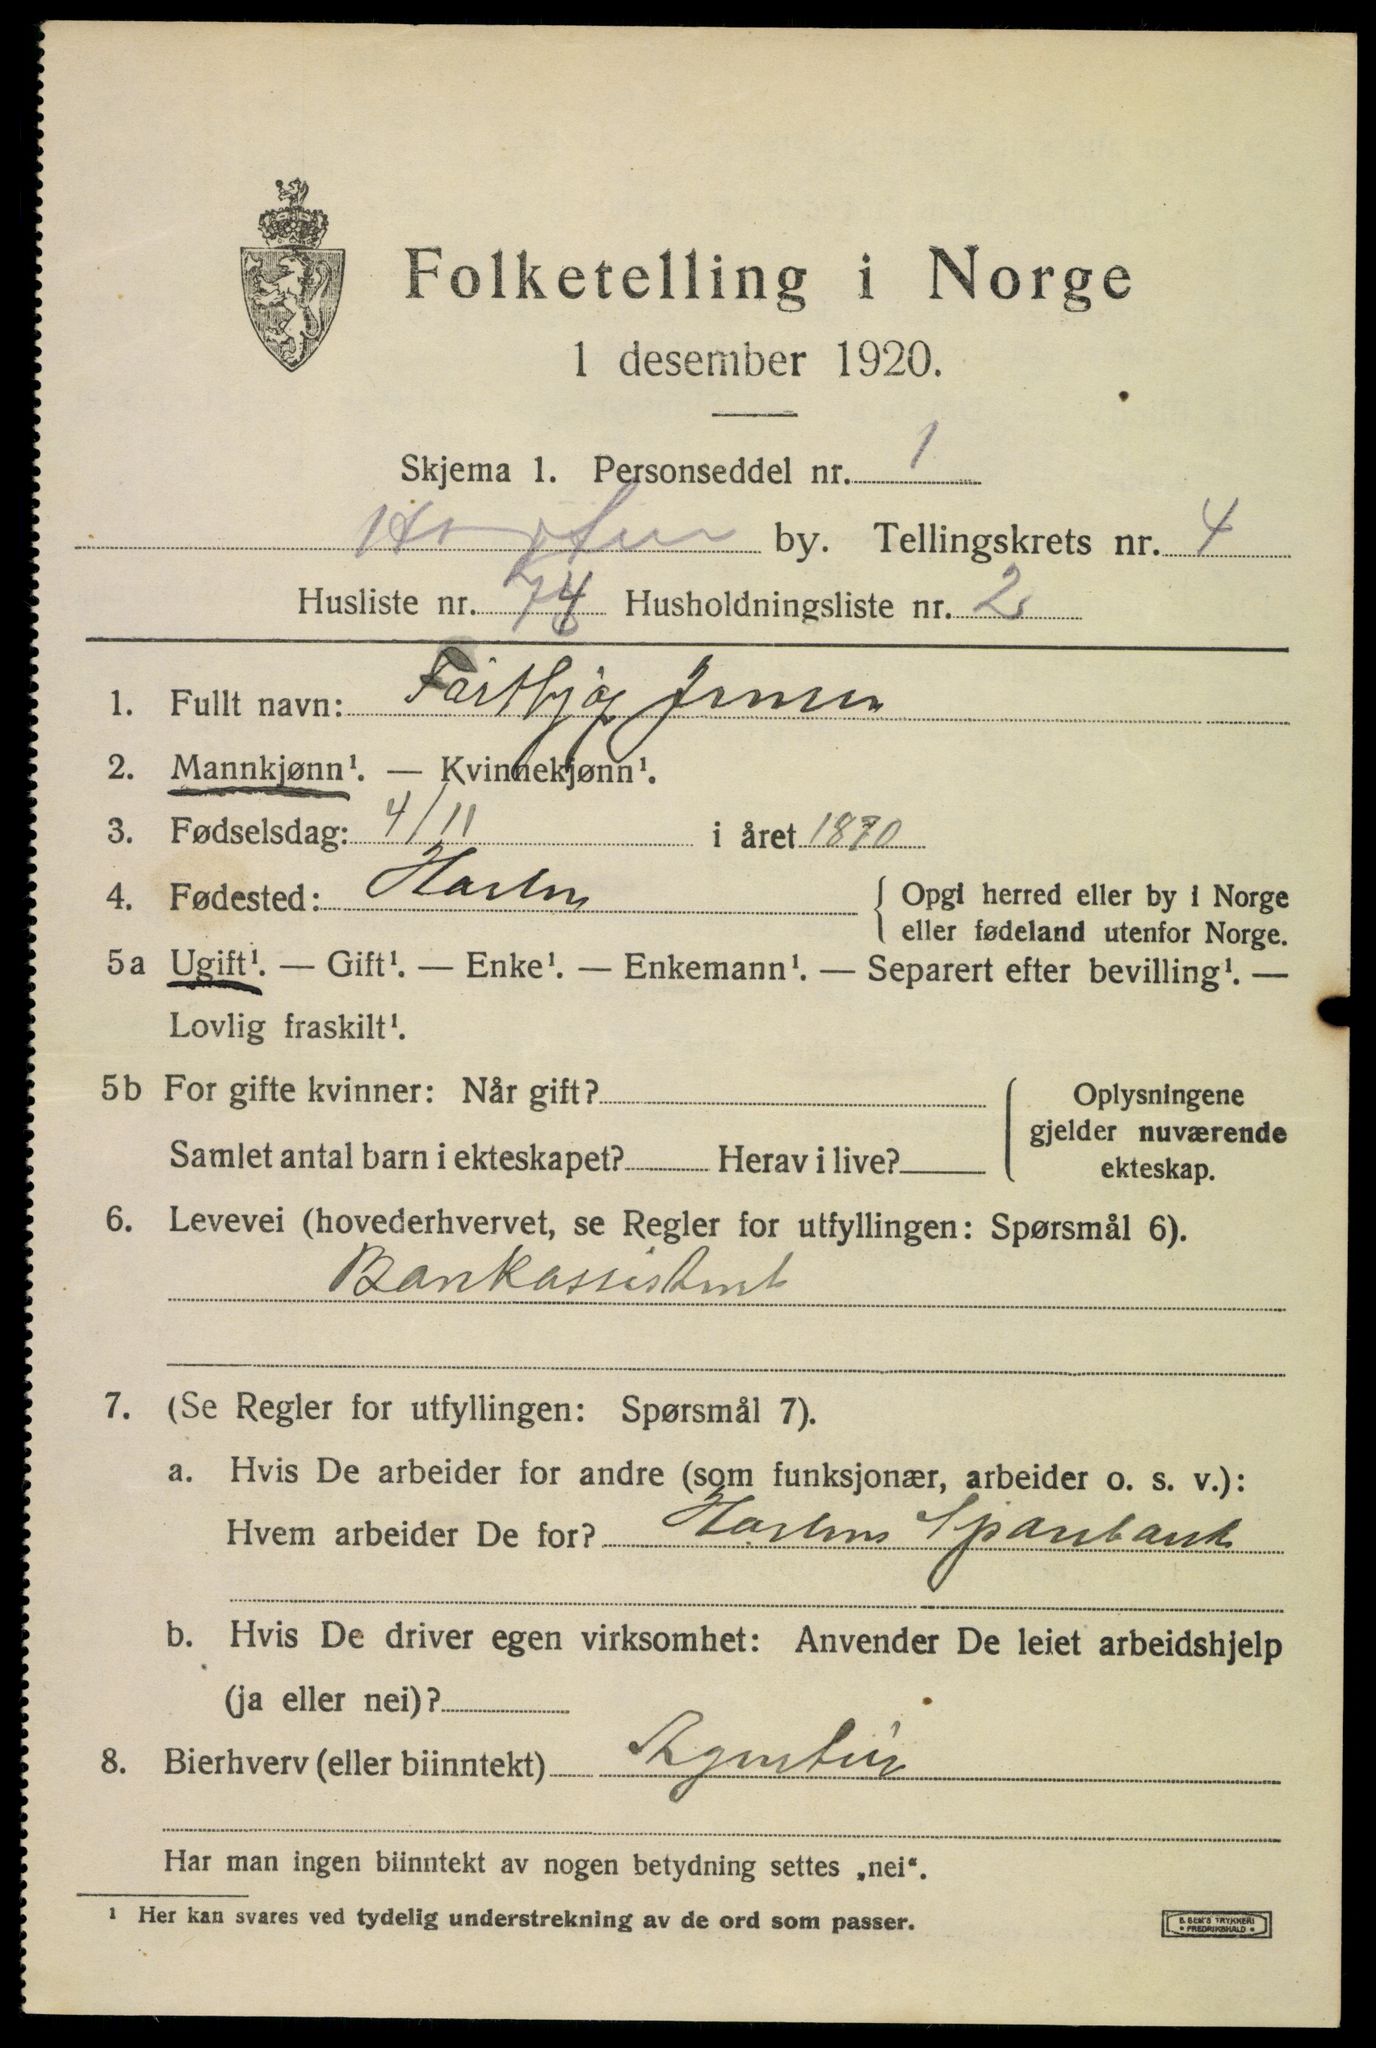 Folketelling i Norge
1 desember 1920.
Skjema 1. Personseddel nr. 1
by. Tellingskrets nr. 4
Husliste nr. Husholdningsliste nr. 2
1. Fullt navn: Jensen
2. Mannkjønn¹. — Kvinnekjønn¹.
3. Fødselsdag: 4/11 i året 1890
4. Fødested: Horten { Opgi herred eller by i Norge
eller fødeland utenfor Norge.
5a Ugift¹. — Gift¹. — Enke¹. — Enkemann¹. — Separert efter bevilling¹. —
Lovlig fraskilt¹.
5b For gifte kvinner: Når gift?
Samlet antal barn i ekteskapet? Herav i live?
Oplysningene
gjelder nuværende
ekteskap.
6. Levevei (hovederhvervet, se Regler for utfyllingen: Spørsmål 6).
Bankassistent
7. (Se Regler for utfyllingen: Spørsmål 7).
a. Hvis De arbeider for andre (som funksjonær, arbeider o. s. v.):
Hvem arbeider De for? Hortens Sparebank
b. Hvis De driver egen virksomhet: Anvender De leiet arbeidshjelp
(ja eller nei)?
8. Bierhverv (eller biinntekt) Agentur
Har man ingen biinntekt av nogen betydning settes „nei“.
¹ Her kan svares ved tydelig understrekning av de ord som passer.
E. SEM'S TRYKKERI
* FREDRIKSHALD *